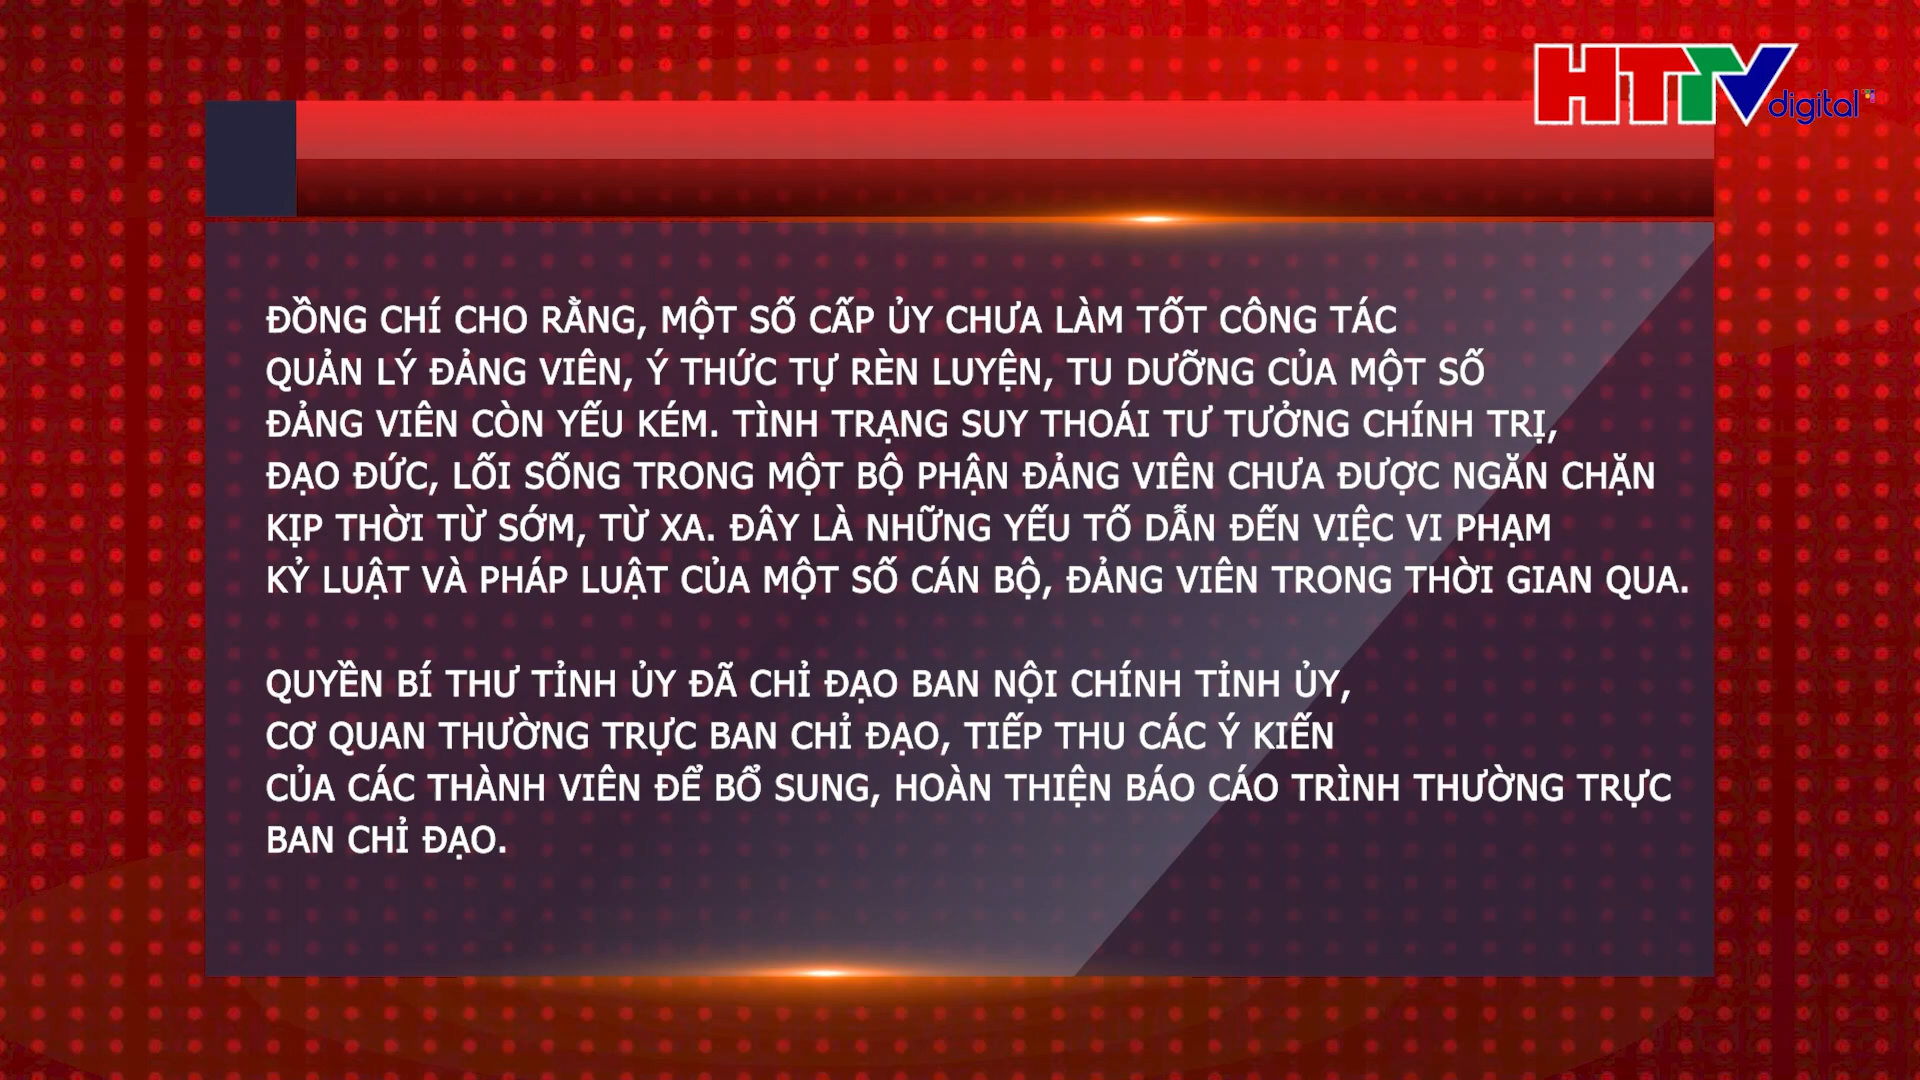 HTTV digital
ĐỒNG CHÍ CHO RẰNG, MỘT SỐ CẤP ỦY CHƯA LÀM TỐT CÔNG TÁC
QUẢN LÝ ĐẢNG VIÊN, Ý THỨC TỰ RÈN LUYỆN, TU DƯỠNG CỦA MỘT SỐ
ĐẢNG VIÊN CÒN YẾU KÉM. TÌNH TRẠNG SUY THOÁI TƯ TƯỞNG CHÍNH TRỊ,
ĐẠO ĐỨC, LỐI SỐNG TRONG MỘT BỘ PHẬN ĐẢNG VIÊN CHƯA ĐƯỢC NGĂN CHẶN
KỊP THỜI TỪ SỚM, TỪ XA. ĐÂY LÀ NHỮNG YẾU TỐ DẪN ĐẾN VIỆC VI PHẠM
KỶ LUẬT VÀ PHÁP LUẬT CỦA MỘT SỐ CÁN BỘ, ĐẢNG VIÊN TRONG THỜI GIAN QUA.
QUYỀN BÍ THƯ TỈNH ỦY ĐÃ CHỈ ĐẠO BAN NỘI CHÍNH TỈNH ỦY,
CƠ QUAN THƯỜNG TRỰC BAN CHỈ ĐẠO, TIẾP THU CÁC Ý KIẾN
CỦA CÁC THÀNH VIÊN ĐỂ BỔ SUNG, HOÀN THIỆN BÁO CÁO TRÌNH THƯỜNG TRỰC
BAN CHỈ ĐẠO.